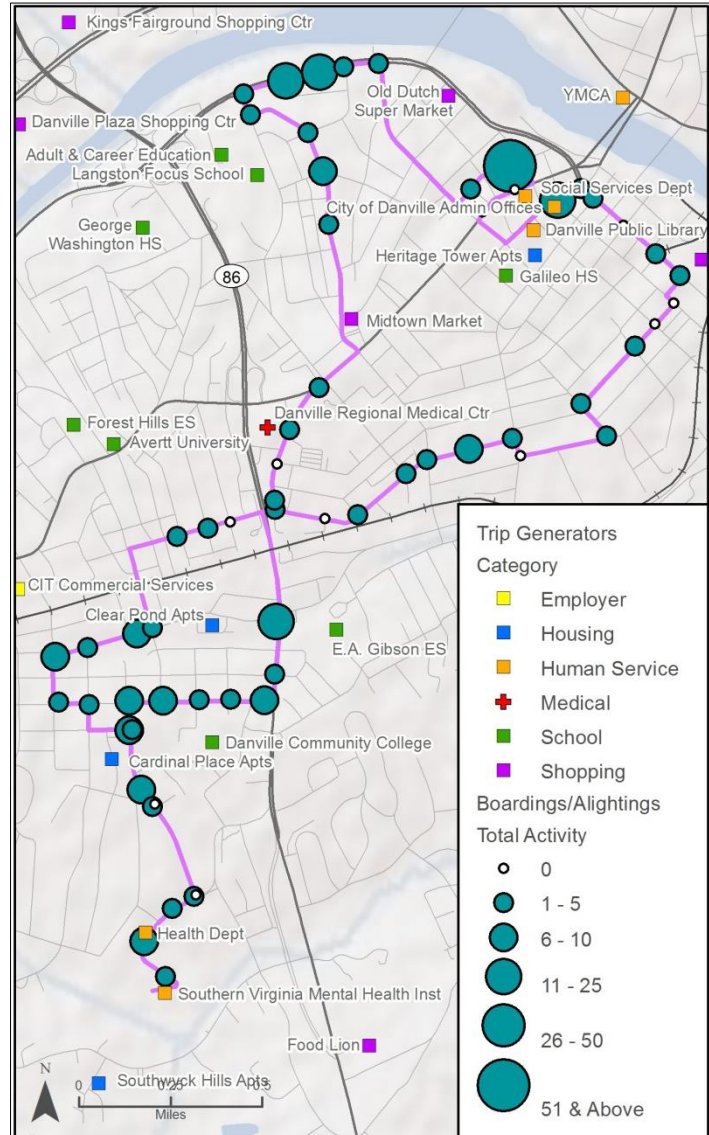 Kings Fairground Shopping Ctr
Old Dutch
Super Market
YMCA
Danville Plaza Shopping Ctr
Adult & Career Education
Langston Focus School
Social Services Dept
City of Danville Admin Offices
George
Washington HS
Danville Public Library
Heritage Tower Apts
Galileo HS
86
Midtown Market
Danville Regional Medical Ctr
Forest Hills ES
Avertt University
CIT Commercial Services
Clear Pond Apts
E.A. Gibson ES
Danville Community College
Cardinal Place Apts
Health Dept
Southern Virginia Mental Health Inst
Food Lion
Southwyck Hills Apts
N
0 0.25 0.5
Miles
Trip Generators
Category
Employer
Housing
Human Service
Medical
School
Shopping
Boardings/Alightings
Total Activity
0
1 - 5
6 - 10
11 - 25
26 - 50
51 & Above